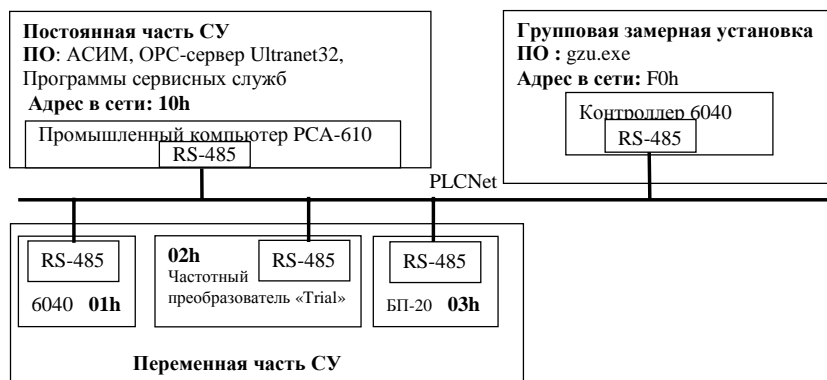 Постоянная часть СУ
ПО: АСИМ, OPC-сервер Ultranet32,
Программы сервисных служб
Адрес в сети: 10h
Промышленный компьютер PCA-610
RS-485
Групповая замерная установка
ПО : gzu.exe
Адрес в сети: F0h
Контроллер 6040
RS-485
PLCNet
RS-485
6040 01h
02h
Частотный
преобразователь «Trial»
RS-485
RS-485
БП-20 03h
Переменная часть СУ